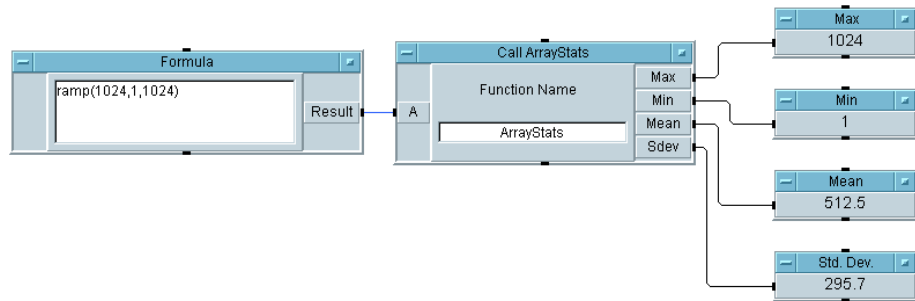 Formula
ramp(1024,1,1024)
Result
Call ArrayStats
A
Function Name
ArrayStats
Max
Min
Mean
Sdev
Max
1024
Min
1
Mean
512.5
Std. Dev.
295.7